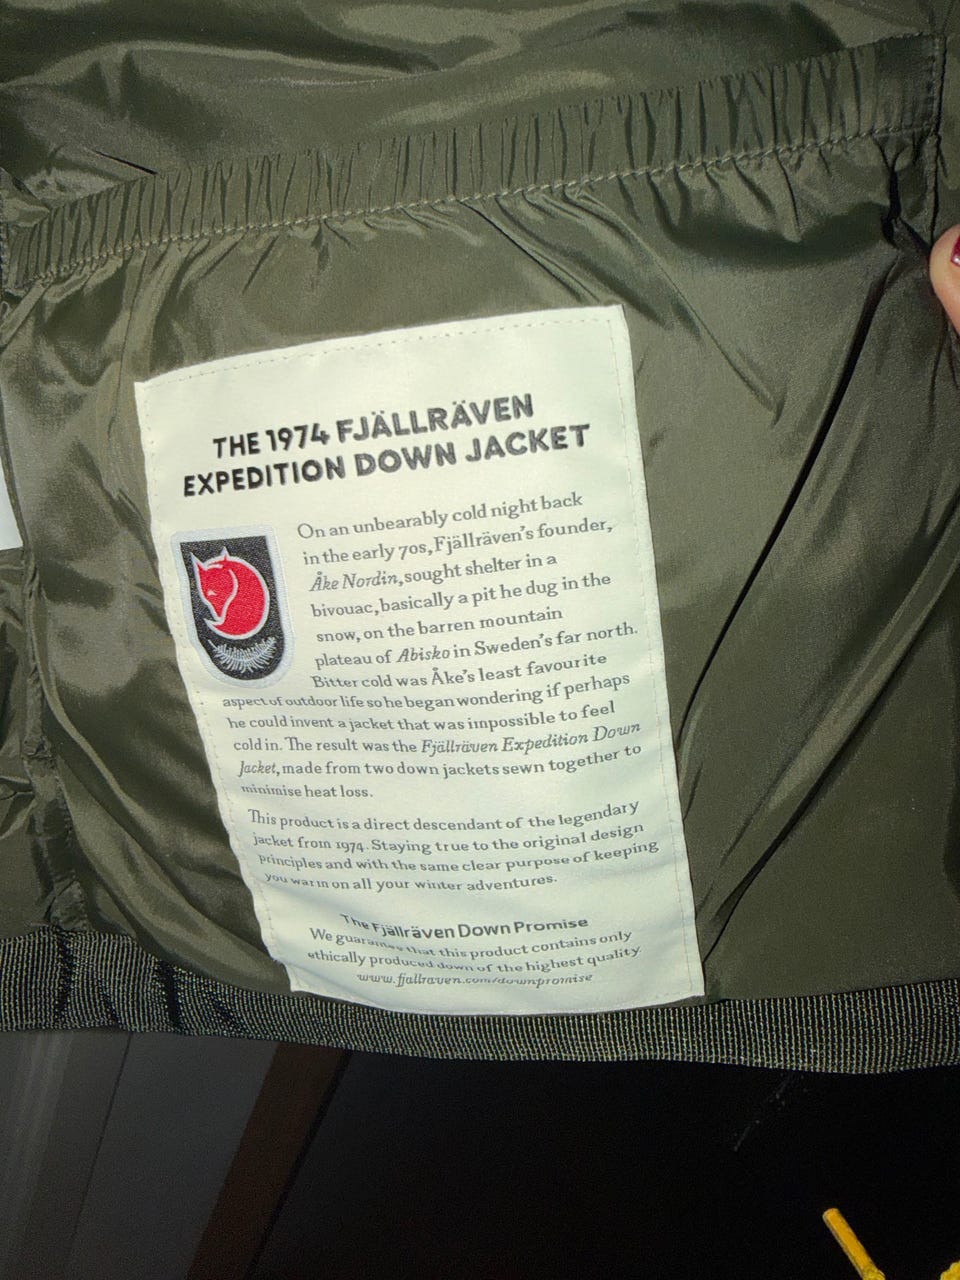 THE 1974 FJÄLLRÄVEN
EXPEDITION DOWN JACKET
On an unbearably cold night back
in the early 70s, Fjällräven's founder,
Åke Nordin, sought shelter in a
bivouac, basically a pit he dug in the
snow, on the barren mountain
plateau of Abisko in Sweden's far north.
Bitter cold was Åke's least favourite
aspect of outdoor life so he began wondering if perhaps
he could invent a jacket that was impossible to feel
cold in. The result was the Fjällräven Expedition Down
Jacket, made from two down jackets sewn together to
minimise heat loss.
This product is a direct descendant of the legendary
jacket from 1974. Staying true to the original design
principles and with the same clear purpose of keeping
you warm on all your winter adventures.
The Fjällräven Down Promise
We guarantee that this product contains only
ethically produced down of the highest quality.
www.fjallraven.com/downpromise